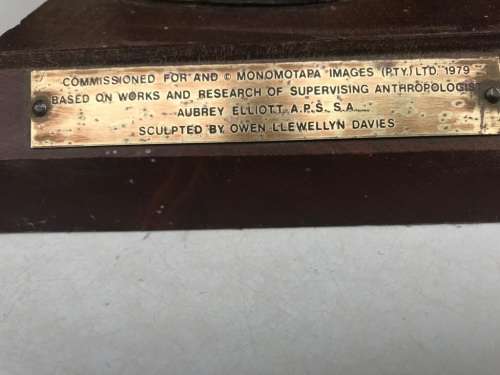 COMMISSIONED FOR AND © MONOMOTAPA IMAGES (PTY) LTD. 1979
BASED ON WORKS AND RESEARCH OF SUPERVISING ANTHROPOLOGIS
AUBREY ELLIOTT, A.P.S. S.A.
SCULPTED BY OWEN LLEWELLYN DAVIES